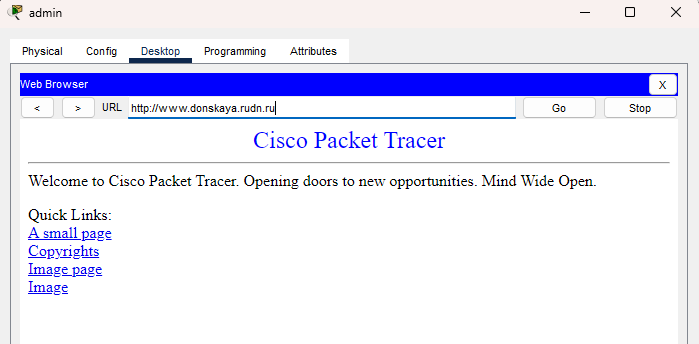 admin
Physical Config Desktop Programming Attributes
Web Browser X
< > URL http://www.donskaya.rudn.ru Go Stop
Cisco Packet Tracer
Welcome to Cisco Packet Tracer. Opening doors to new opportunities. Mind Wide Open.
Quick Links:
A small page
Copyrights
Image page
Image